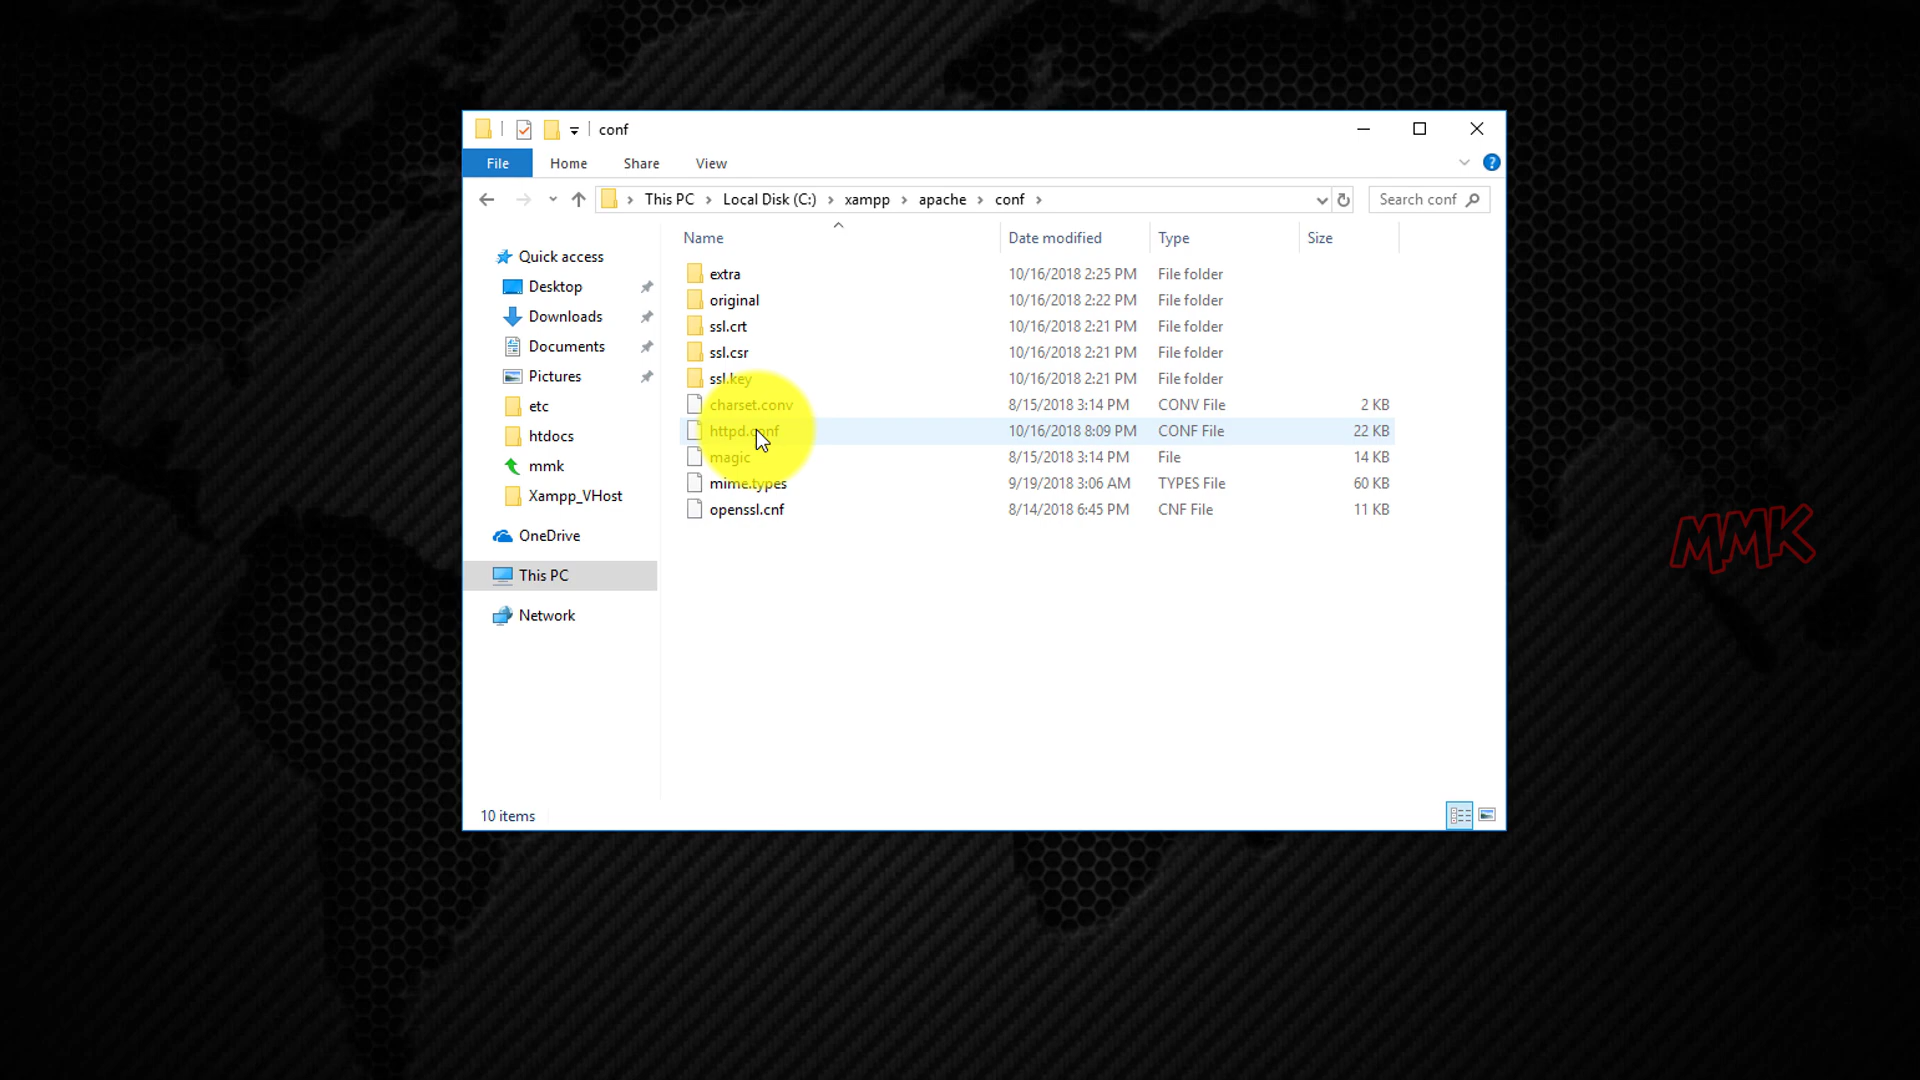 conf
File Home Share View
This PC Local Disk (C:) xampp apache conf Search conf
Name Date modified Type Size
Quick access
Desktop
Downloads
Documents
Pictures
etc
htdocs
mmk
Xampp_VHost
OneDrive
This PC
Network
extra 10/16/2018 2:25 PM File folder
original 10/16/2018 2:22 PM File folder
ssl.crt 10/16/2018 2:21 PM File folder
ssl.csr 10/16/2018 2:21 PM File folder
ssl.key 10/16/2018 2:21 PM File folder
charset.conv 8/15/2018 3:14 PM CONV File 2 KB
httpd.conf 10/16/2018 8:09 PM CONF File 22 KB
magic 8/15/2018 3:14 PM File 14 KB
mime.types 9/19/2018 3:06 AM TYPES File 60 KB
openssl.cnf 8/14/2018 6:45 PM CNF File 11 KB
10 items
MMK